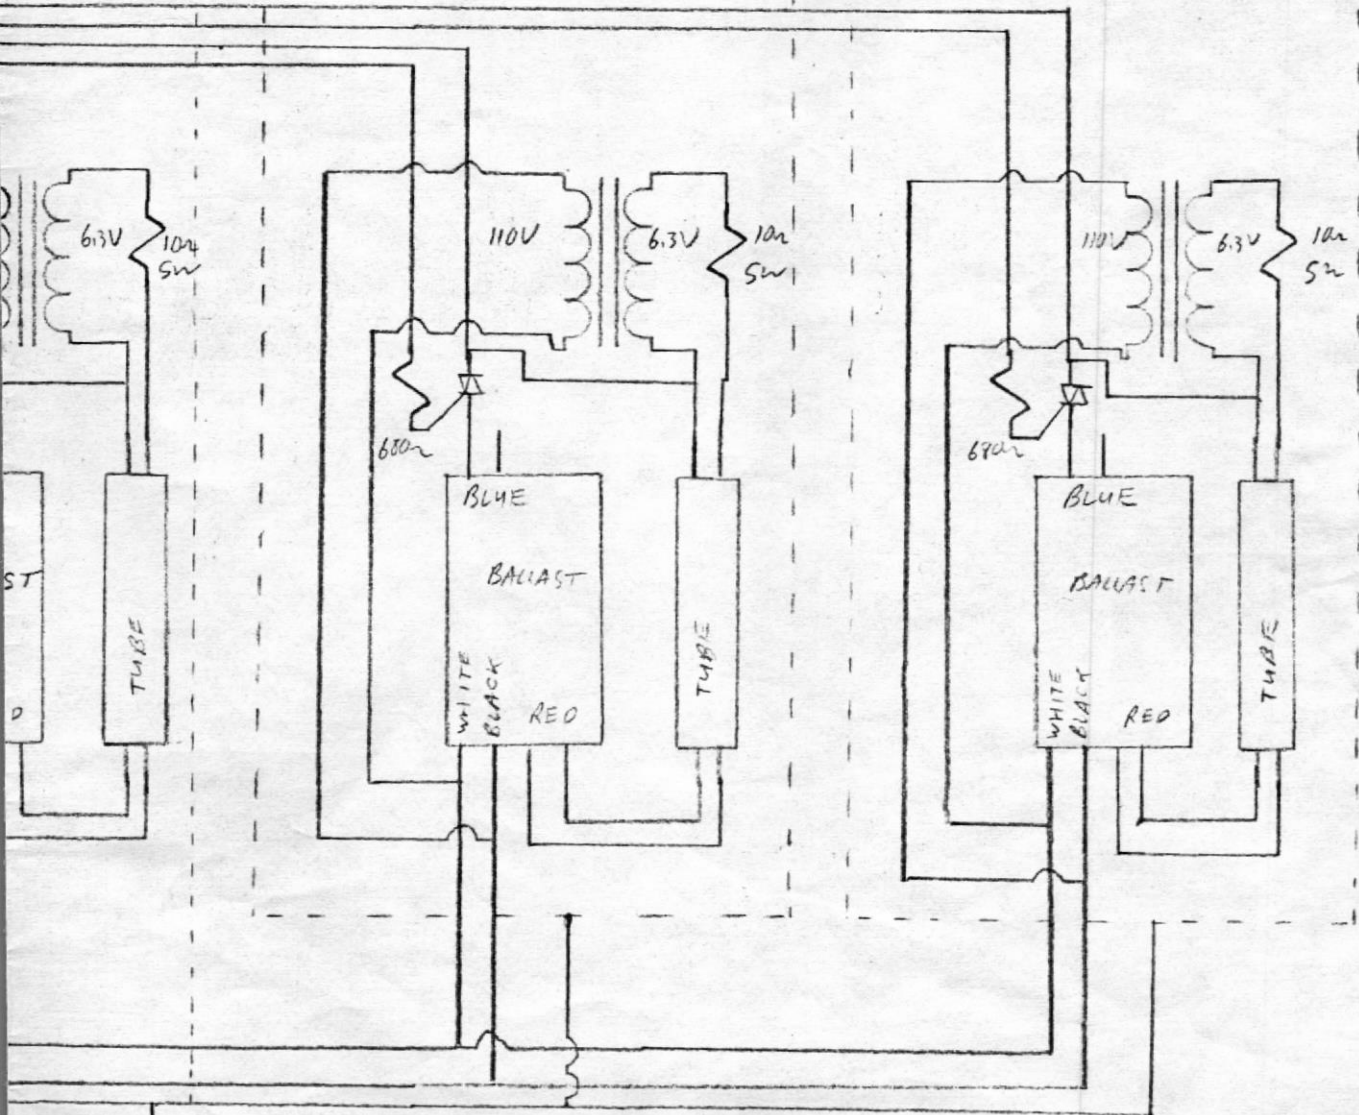 6.3V
10Ω
5W
ST
D
TUBE
110V
6.3V
10Ω
5W
680Ω
BLUE
BALLAST
WHITE
BLACK
RED
TUBE
110V
6.3V
10Ω
5W
680Ω
BLUE
BALLAST
WHITE
BLACK
RED
TUBE